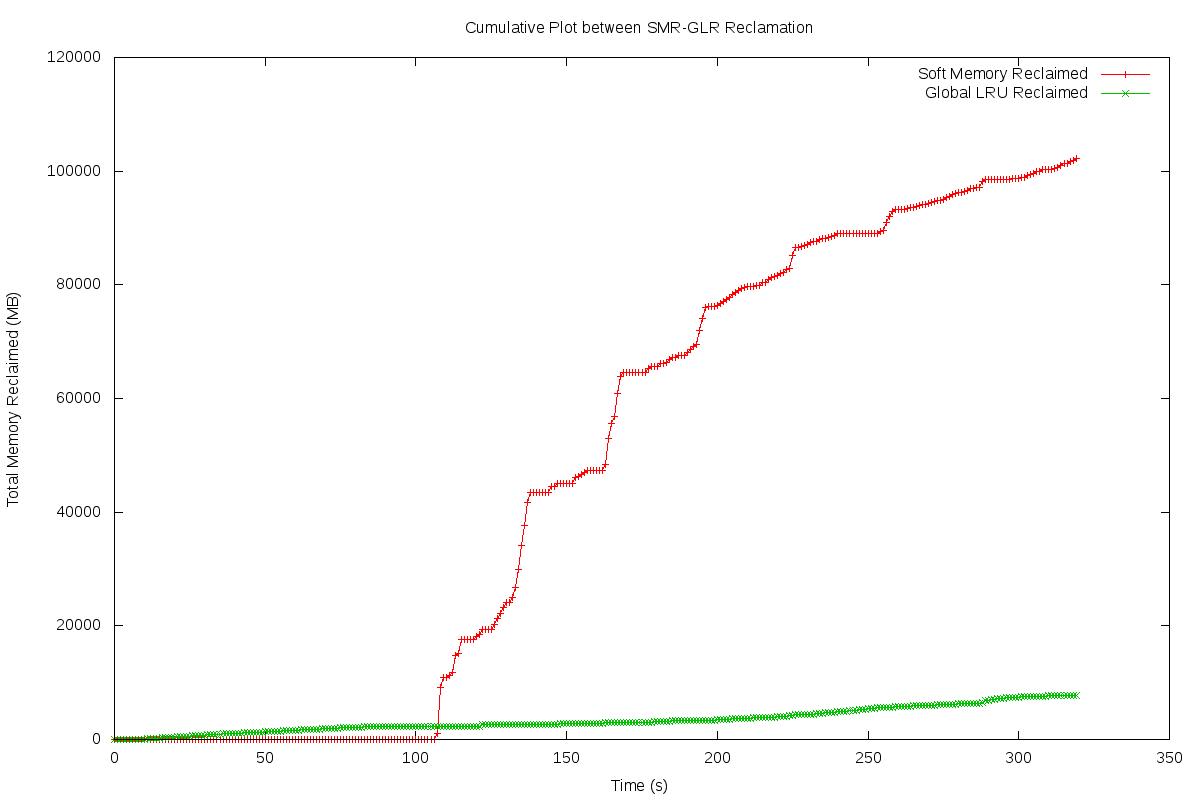 Cumulative Plot between SMR-GLR Reclamation
120000
100000
80000
60000
40000
20000
0
Total Memory Reclaimed (MB)
Soft Memory Reclaimed
Global LRU Reclaimed
0 50 100 150 200 250 300 350
Time (s)